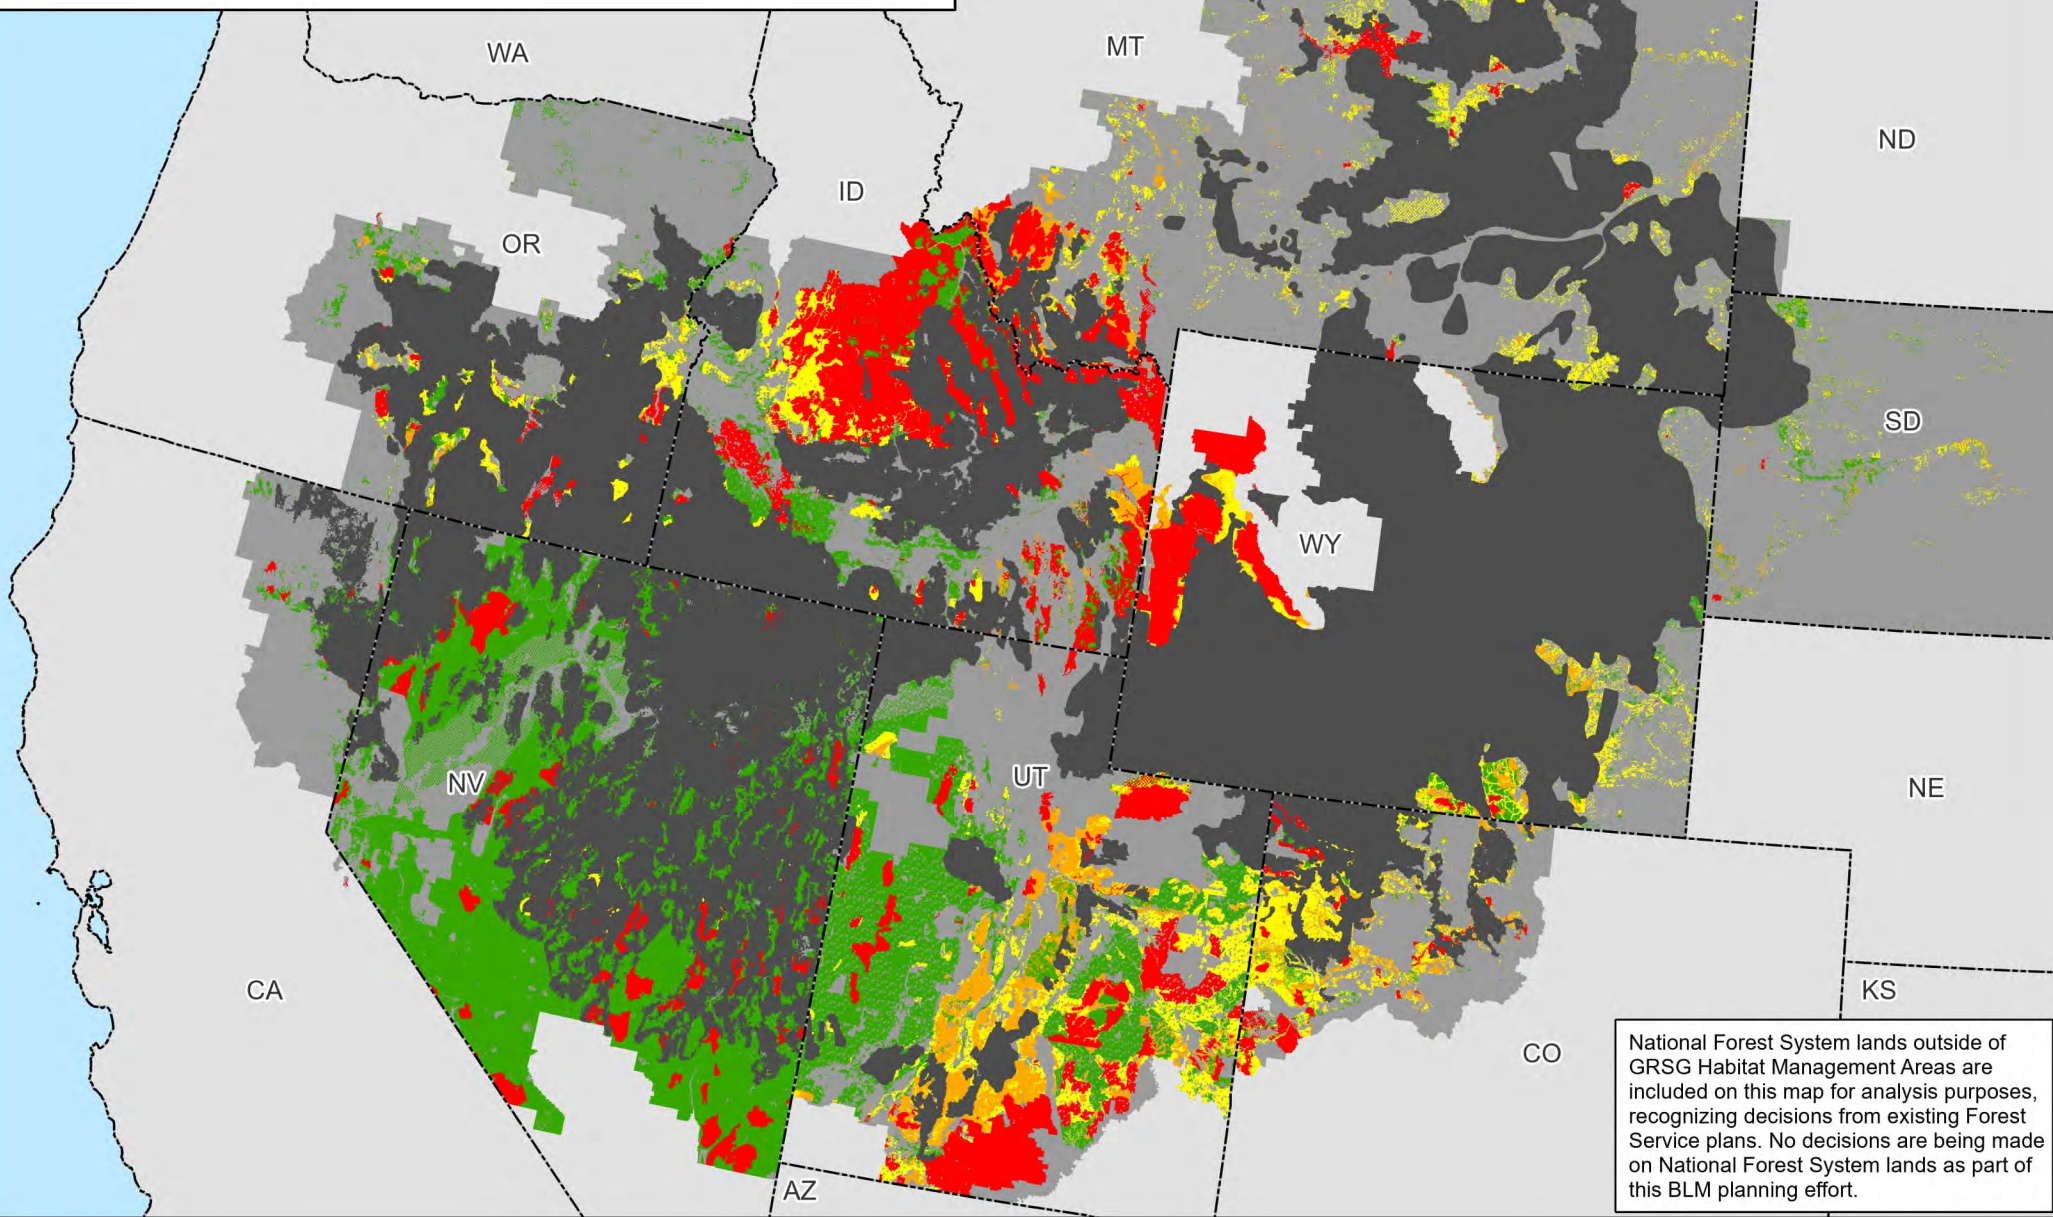 WA
MT
ND
ID
OR
SD
WY
UT
NV
NE
CA
KS
CO
AZ
National Forest System lands outside of
GRSG Habitat Management Areas are
included on this map for analysis purposes,
recognizing decisions from existing Forest
Service plans. No decisions are being made
on National Forest System lands as part of
this BLM planning effort.